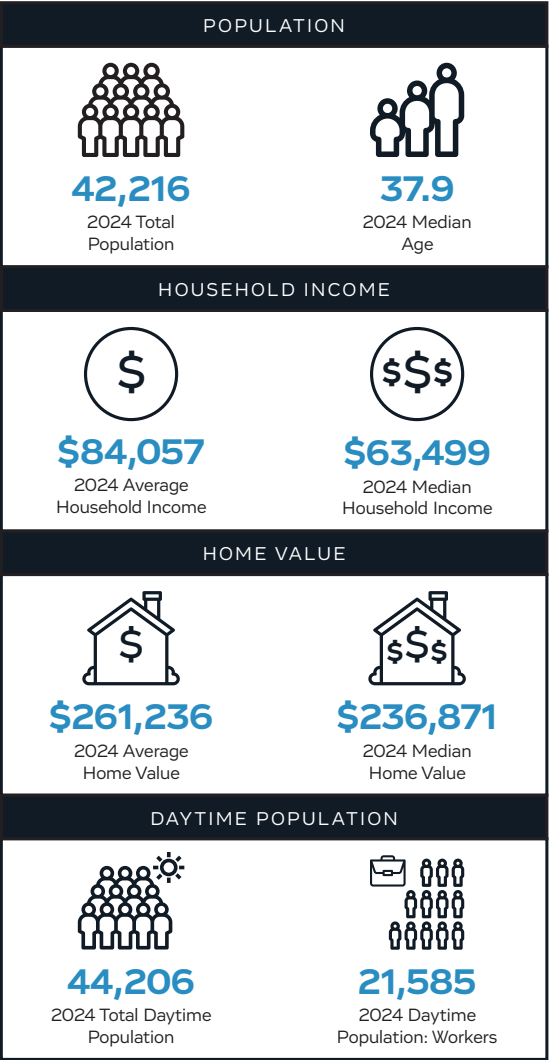 POPULATION
42,216
2024 Total
Population
37.9
2024 Median
Age
HOUSEHOLD INCOME
$
$84,057
2024 Average
Household Income
$$$
$63,499
2024 Median
Household Income
HOME VALUE
$
$261,236
2024 Average
Home Value
$$$
$236,871
2024 Median
Home Value
DAYTIME POPULATION
44,206
2024 Total Daytime
Population
21,585
2024 Daytime
Population: Workers